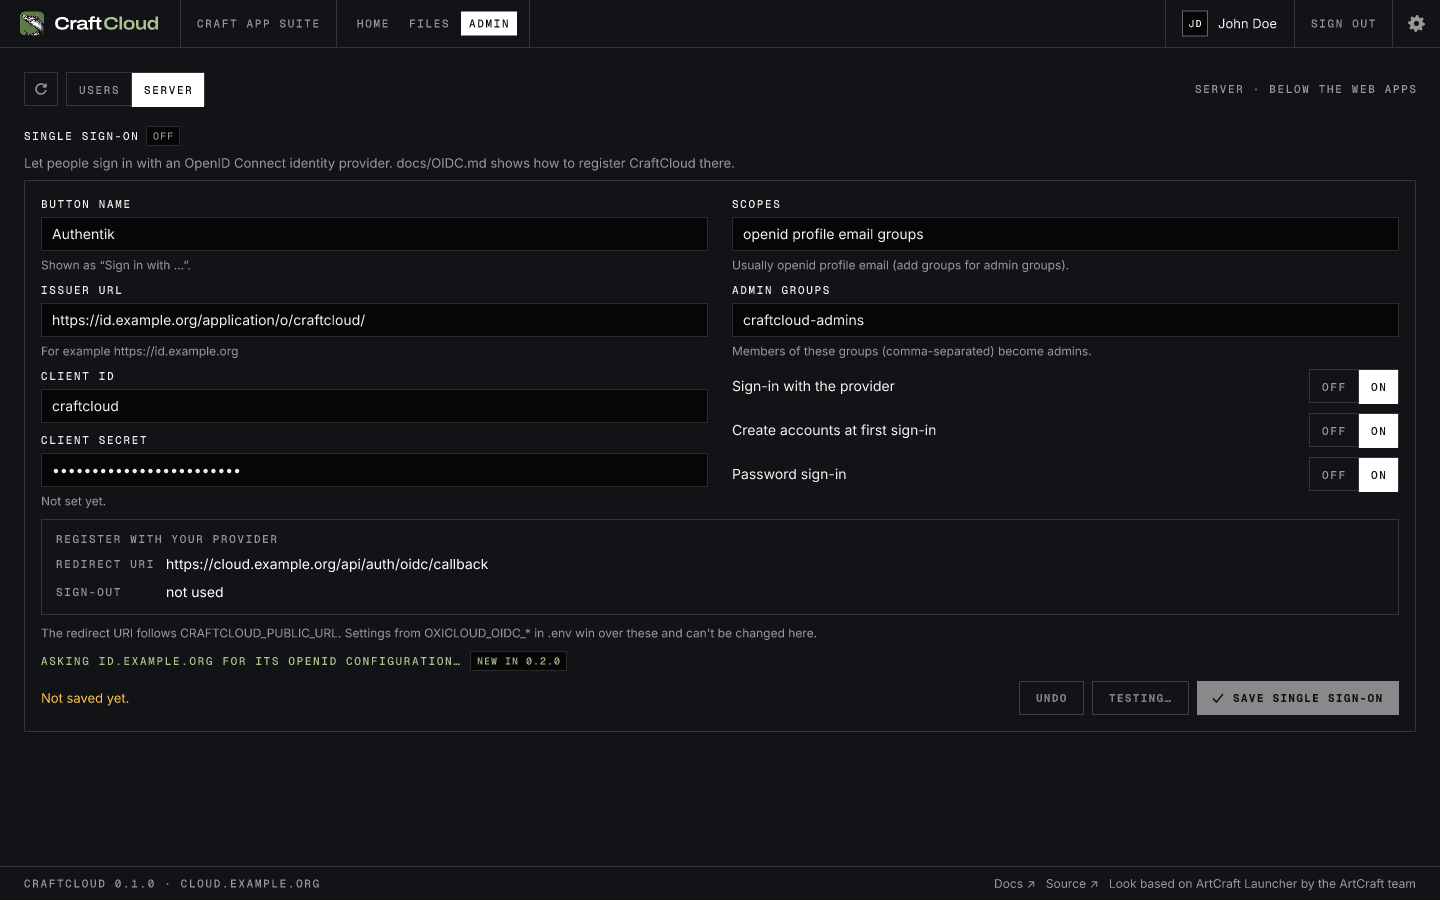 CraftCloud CRAFT APP SUITE HOME FILES ADMIN JD John Doe SIGN OUT
USERS SERVER SERVER · BELOW THE WEB APPS
SINGLE SIGN-ON OFF
Let people sign in with an OpenID Connect identity provider. docs/OIDC.md shows how to register CraftCloud there.
BUTTON NAME
Authentik
Shown as “Sign in with …”.
ISSUER URL
https://id.example.org/application/o/craftcloud/
For example https://id.example.org
CLIENT ID
craftcloud
CLIENT SECRET
••••••••••••••••••••••••
Not set yet.
SCOPES
openid profile email groups
Usually openid profile email (add groups for admin groups).
ADMIN GROUPS
craftcloud-admins
Members of these groups (comma-separated) become admins.
Sign-in with the provider OFF ON
Create accounts at first sign-in OFF ON
Password sign-in OFF ON
REGISTER WITH YOUR PROVIDER
REDIRECT URI https://cloud.example.org/api/auth/oidc/callback
SIGN-OUT not used
The redirect URI follows CRAFTCLOUD_PUBLIC_URL. Settings from OXICLOUD_OIDC_* in .env win over these and can't be changed here.
ASKING ID.EXAMPLE.ORG FOR ITS OPENID CONFIGURATION… NEW IN 0.2.0
Not saved yet. UNDO TESTING… SAVE SINGLE SIGN-ON
CRAFTCLOUD 0.1.0 · CLOUD.EXAMPLE.ORG Docs ↗ Source ↗ Look based on ArtCraft Launcher by the ArtCraft team